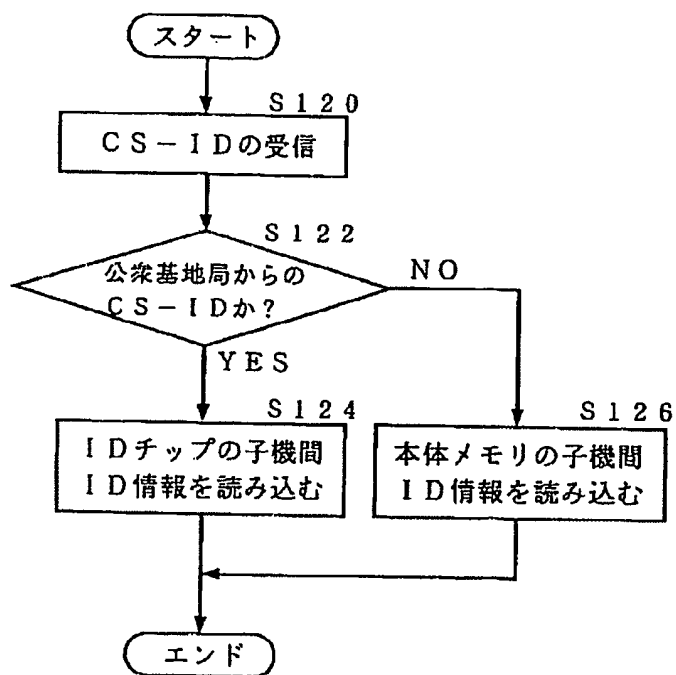 スタート
S120
CS-IDの受信
S122
公衆基地局からの
CS-IDか?
NO
YES
S124
IDチップの子機間
ID情報を読み込む
S126
本体メモリの子機間
ID情報を読み込む
エンド